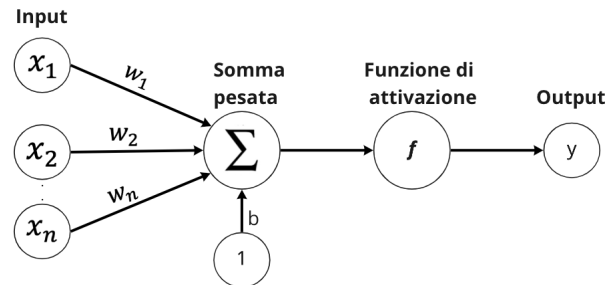 Input
Somma
pesata
Funzione di
attivazione
Output
x₁
w₁
x₂
w₂
Σ
f
y
⋮
xₙ
wₙ
b
1